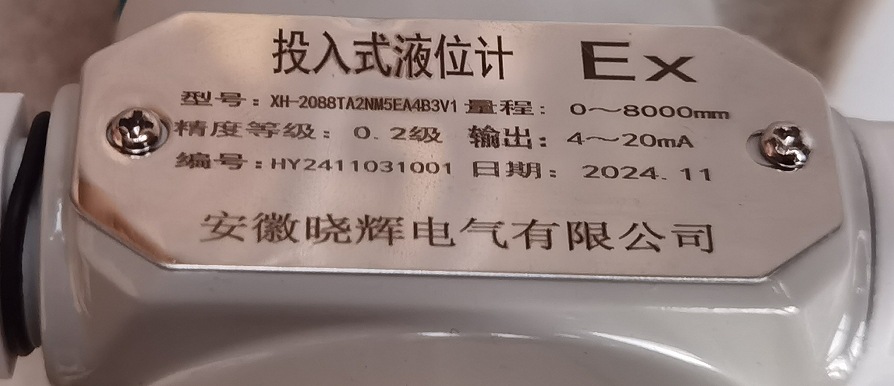 投入式液位计 Ex
型号：XH-2088TA2NM5EA4B3V1 量程：0～8000mm
精度等级：0.2级 输出：4～20mA
编号：HY2411031001 日期：2024.11
安徽晓辉电气有限公司